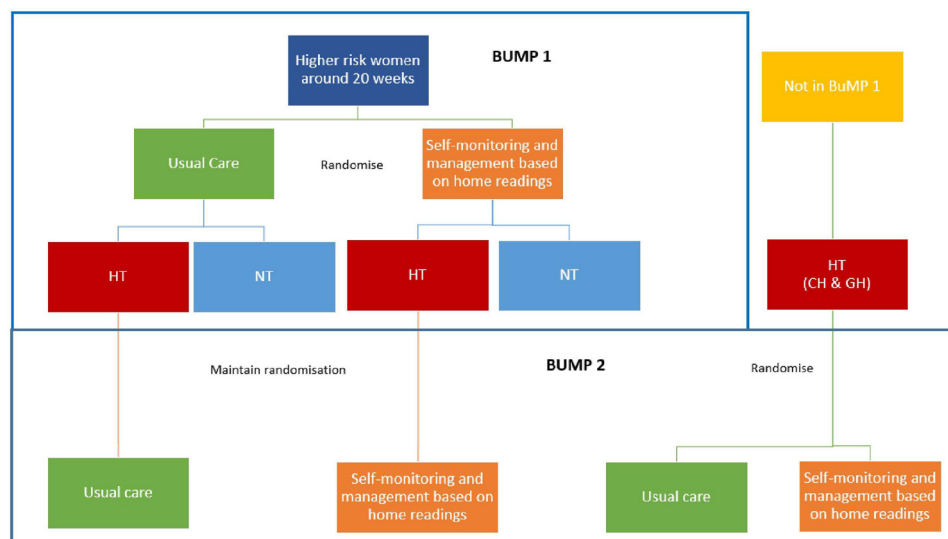 BUMP 1
Higher risk women
around 20 weeks
Not in BuMP 1
Usual Care
Randomise
Self-monitoring and
management based
on home readings
HT
NT
HT
NT
HT
(CH & GH)
Maintain randomisation
BUMP 2
Randomise
Usual care
Self-monitoring and
management based on
home readings
Usual care
Self-monitoring and
management based
on home readings